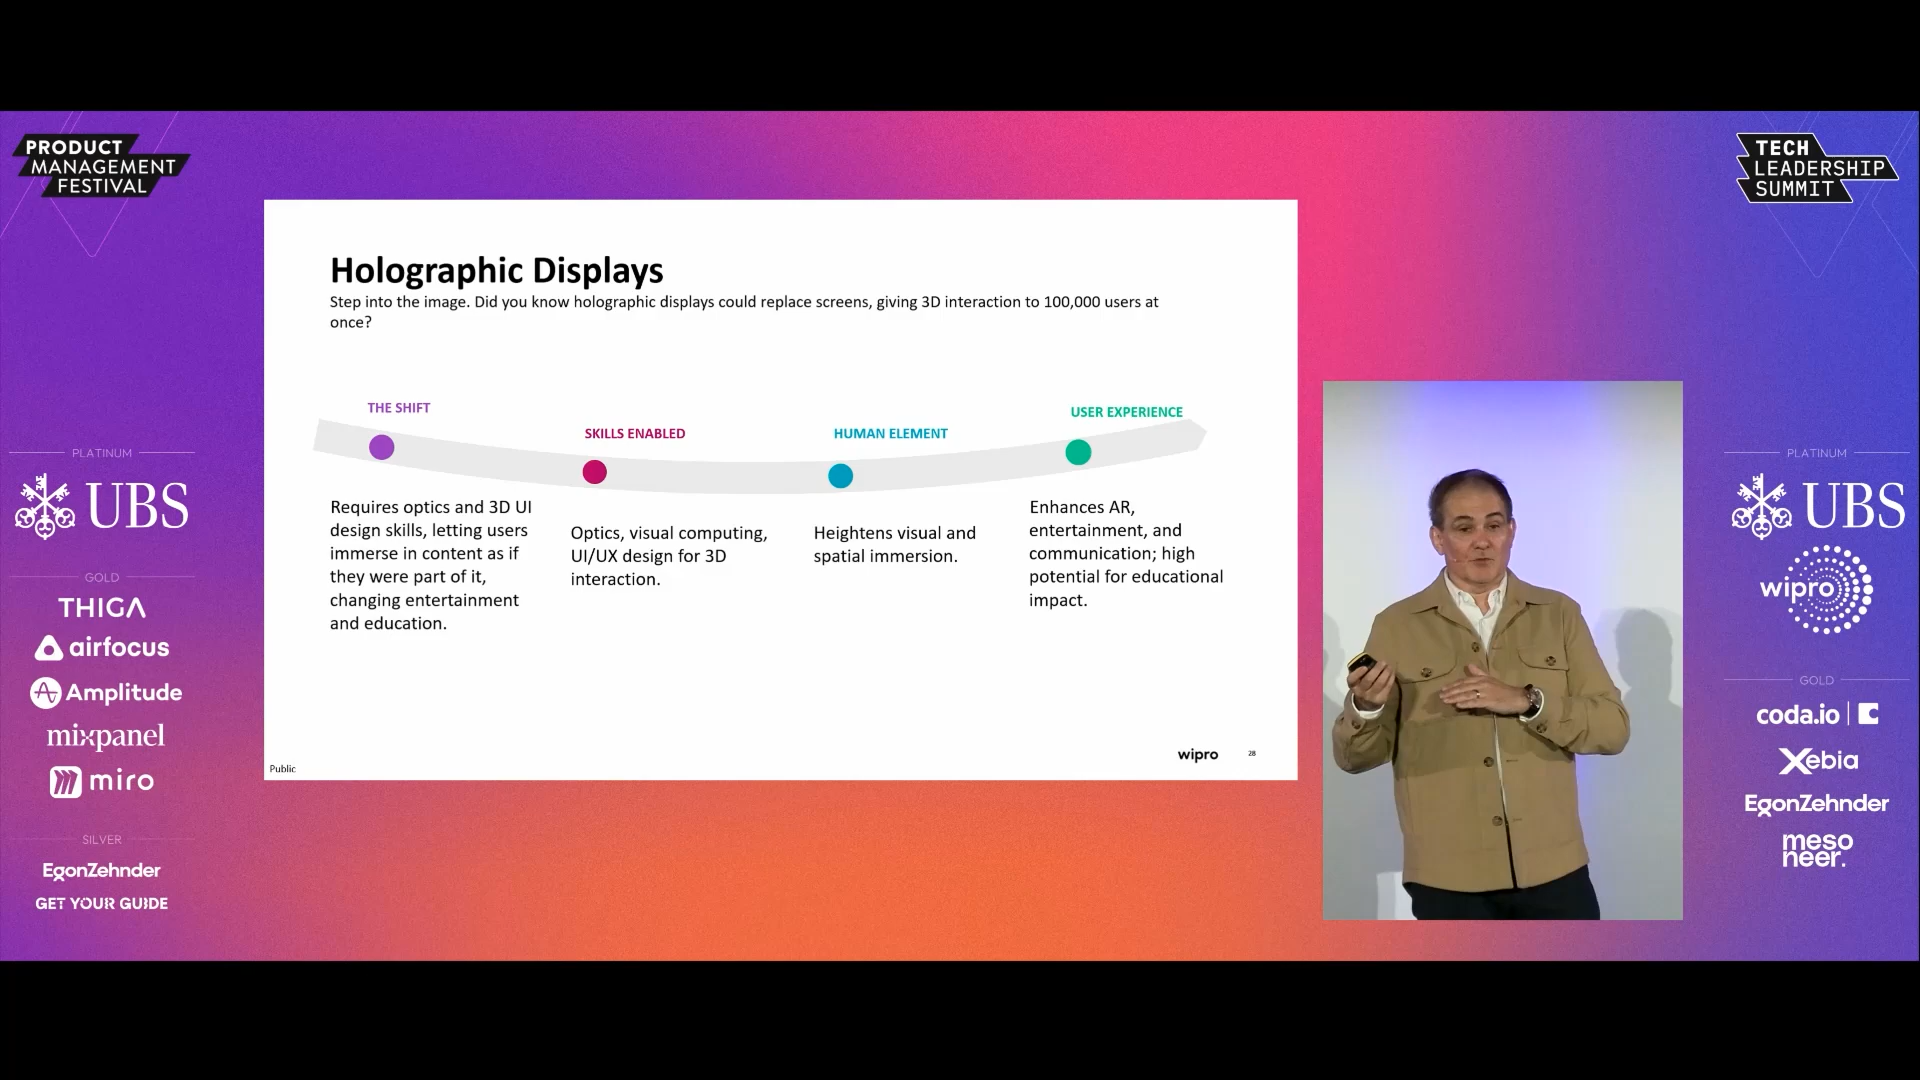 PRODUCT
MANAGEMENT
FESTIVAL
TECH
LEADERSHIP
SUMMIT
Holographic Displays
Step into the image. Did you know holographic displays could replace screens, giving 3D interaction to 100,000 users at
once?
THE SHIFT
SKILLS ENABLED
HUMAN ELEMENT
USER EXPERIENCE
Requires optics and 3D UI
design skills, letting users
immerse in content as if
they were part of it,
changing entertainment
and education.
Optics, visual computing,
UI/UX design for 3D
interaction.
Heightens visual and
spatial immersion.
Enhances AR,
entertainment, and
communication; high
potential for educational
impact.
Public
wipro
28
PLATINUM
UBS
GOLD
THIGA
airfocus
Amplitude
mixpanel
miro
SILVER
EgonZehnder
GET YOUR GUIDE
PLATINUM
UBS
wipro
GOLD
coda.io
Xebia
EgonZehnder
meso
neer.